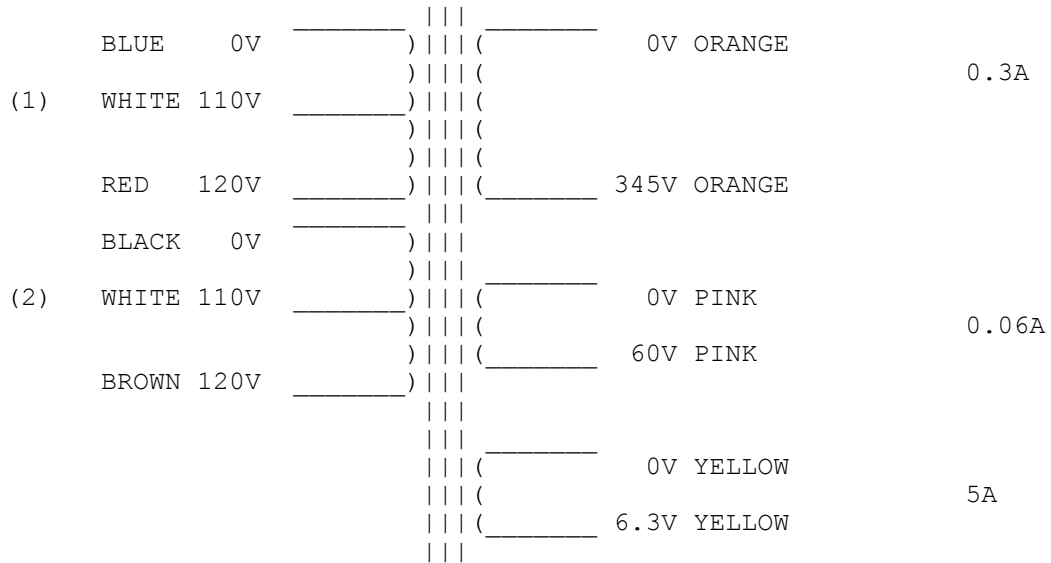 BLUE 0V 0V ORANGE
0.3A
(1) WHITE 110V
RED 120V 345V ORANGE
BLACK 0V
(2) WHITE 110V 0V PINK
0.06A
60V PINK
BROWN 120V
0V YELLOW
5A
6.3V YELLOW